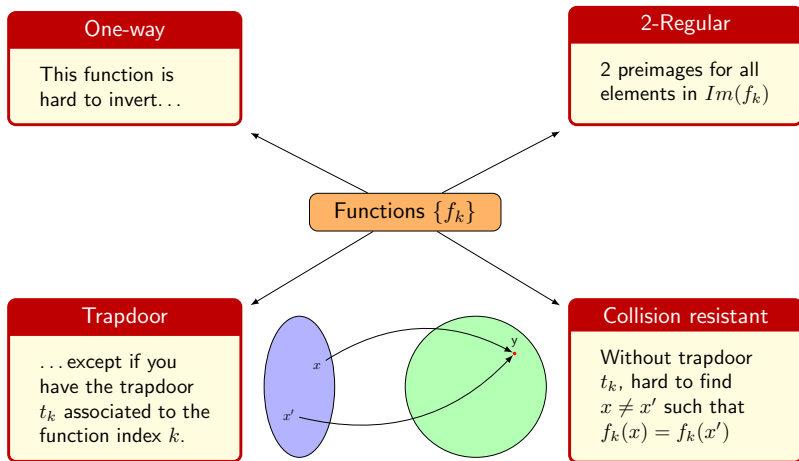 One-way
This function is
hard to invert. . .
2-Regular
2 preimages for all
elements in Im(f_k)
Functions {f_k}
Trapdoor
. . . except if you
have the trapdoor
t_k associated to the
function index k.
x
x′
y
Collision resistant
Without trapdoor
t_k, hard to find
x ≠ x′ such that
f_k(x) = f_k(x′)